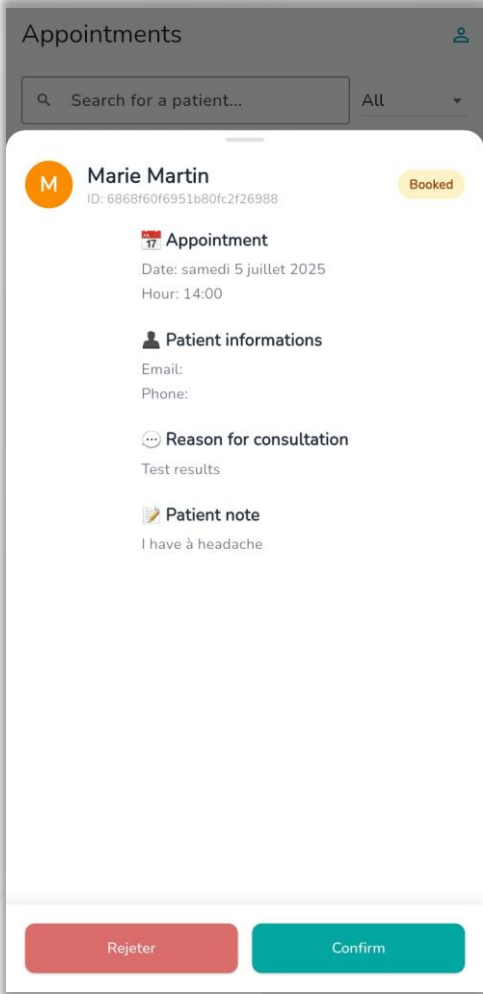 Appointments
Search for a patient...
All
M
Marie Martin
Booked
ID: 6868f60f6951b80fc2f26988
📅 Appointment
Date: samedi 5 juillet 2025
Hour: 14:00
👤 Patient informations
Email:
Phone:
💬 Reason for consultation
Test results
📝 Patient note
I have à headache
Rejeter
Confirm